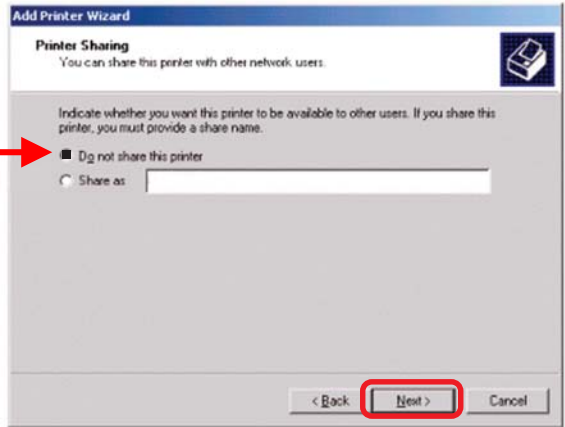 Add Printer Wizard
Printer Sharing
You can share this printer with other network users.
Indicate whether you want this printer to be available to other users. If you share this
printer, you must provide a share name.
Do not share this printer
Share as
< Back Next > Cancel